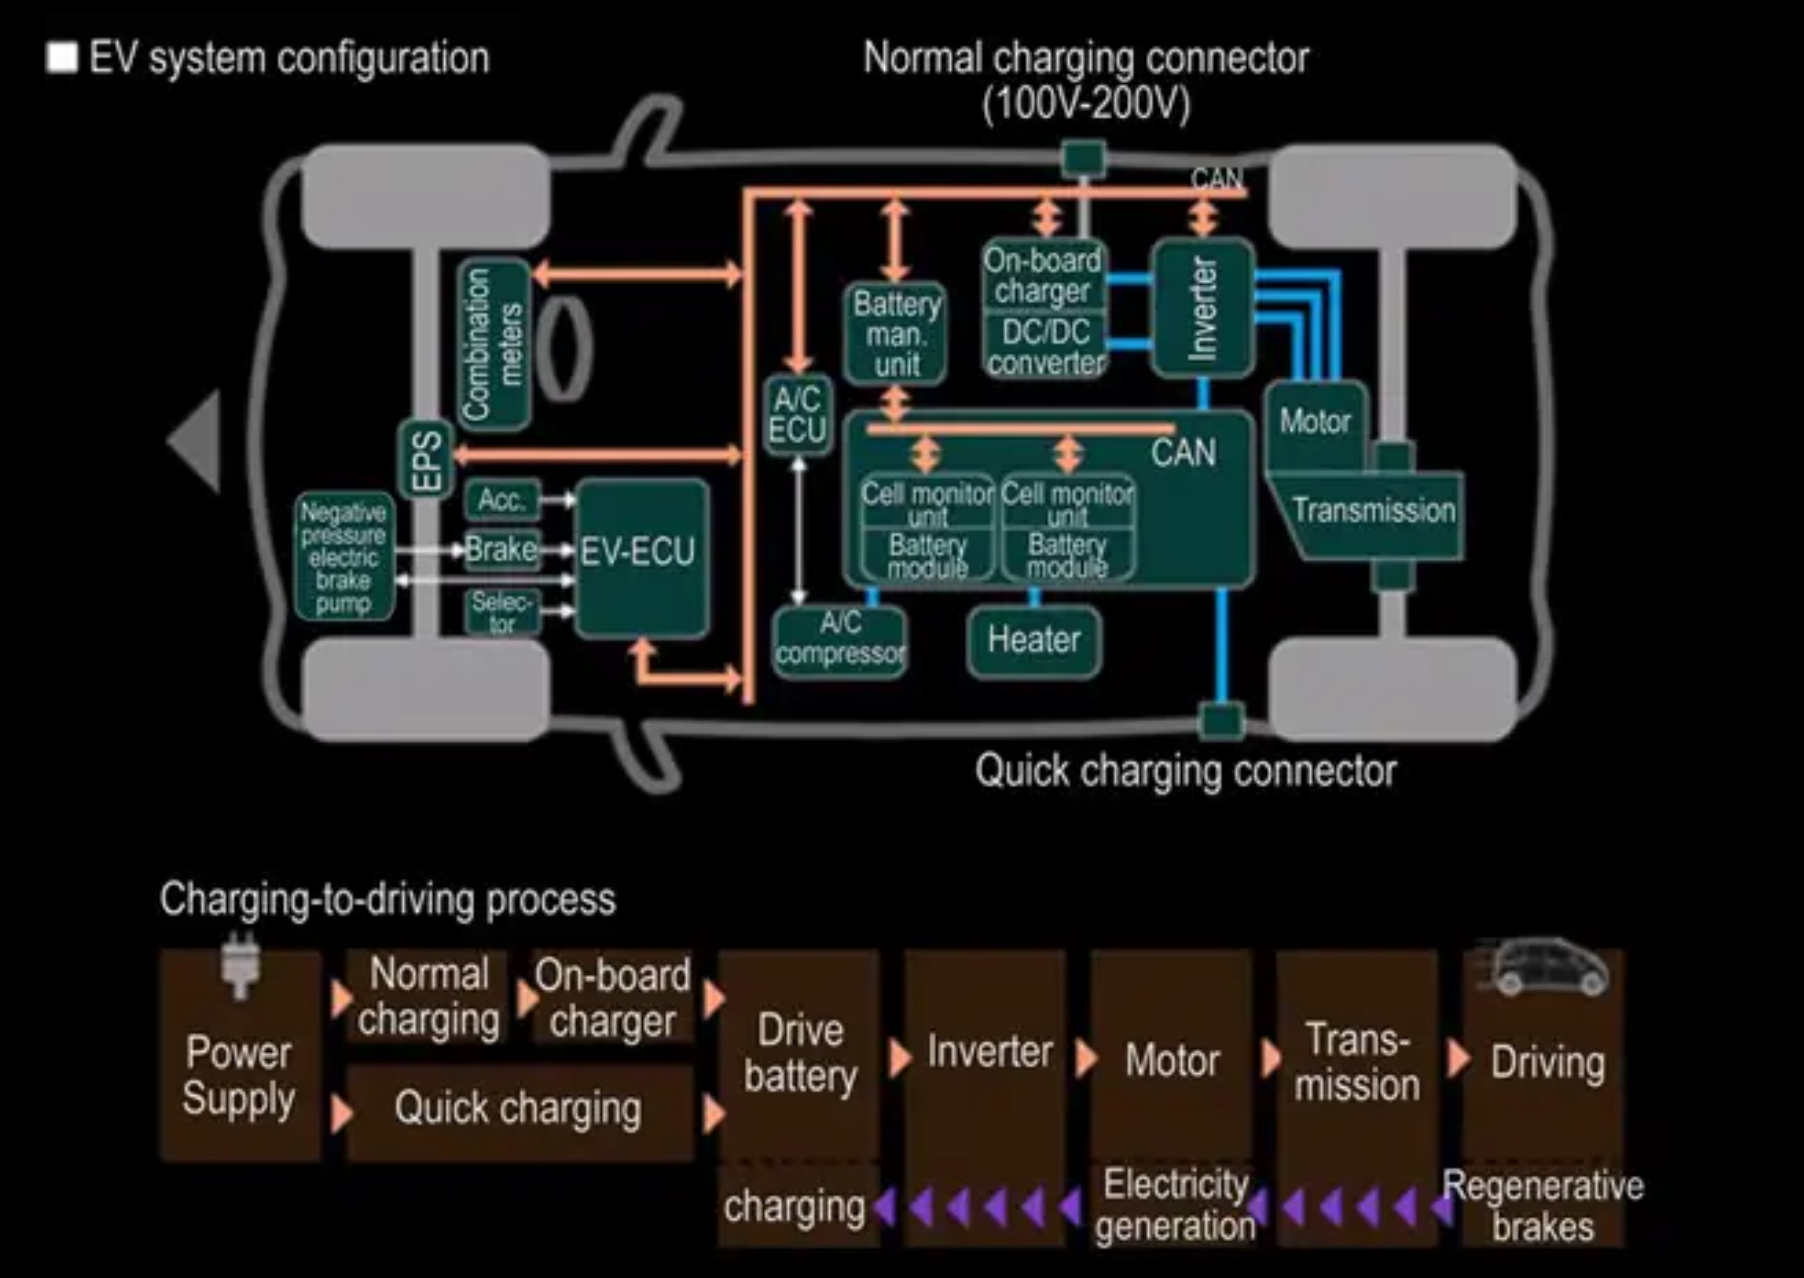 EV system configuration
Normal charging connector
(100V-200V)
CAN
Combination
meters
On-board
charger
DC/DC
converter
Inverter
Battery
man.
unit
A/C
ECU
Motor
EPS
CAN
Negative
pressure
electric
brake
pump
Acc.
Brake
Selec-
tor
EV-ECU
Cell monitor
unit
Battery
module
Cell monitor
unit
Battery
module
Transmission
A/C
compressor
Heater
Quick charging connector
Charging-to-driving process
Power
Supply
Normal
charging
On-board
charger
Quick charging
Drive
battery
Inverter
Motor
Trans-
mission
Driving
charging
Electricity
generation
Regenerative
brakes